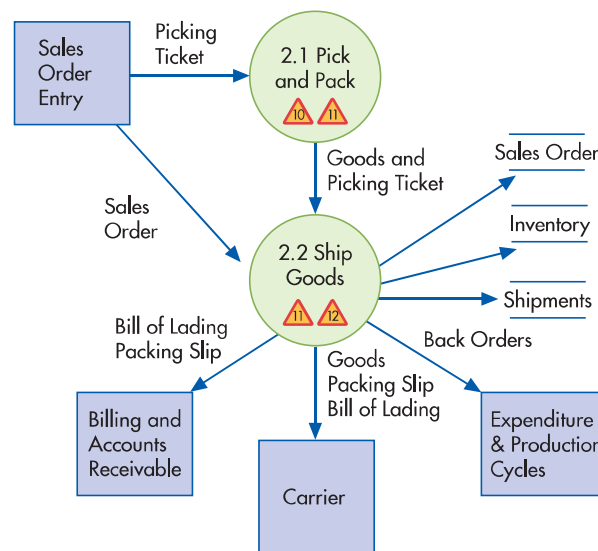 Sales
Order
Entry
Picking
Ticket
2.1 Pick
and Pack
10
11
Goods and
Picking Ticket
Sales
Order
Sales Order
Inventory
Shipments
2.2 Ship
Goods
11
12
Bill of Lading
Packing Slip
Goods
Packing Slip
Bill of Lading
Back Orders
Billing and
Accounts
Receivable
Carrier
Expenditure
& Production
Cycles